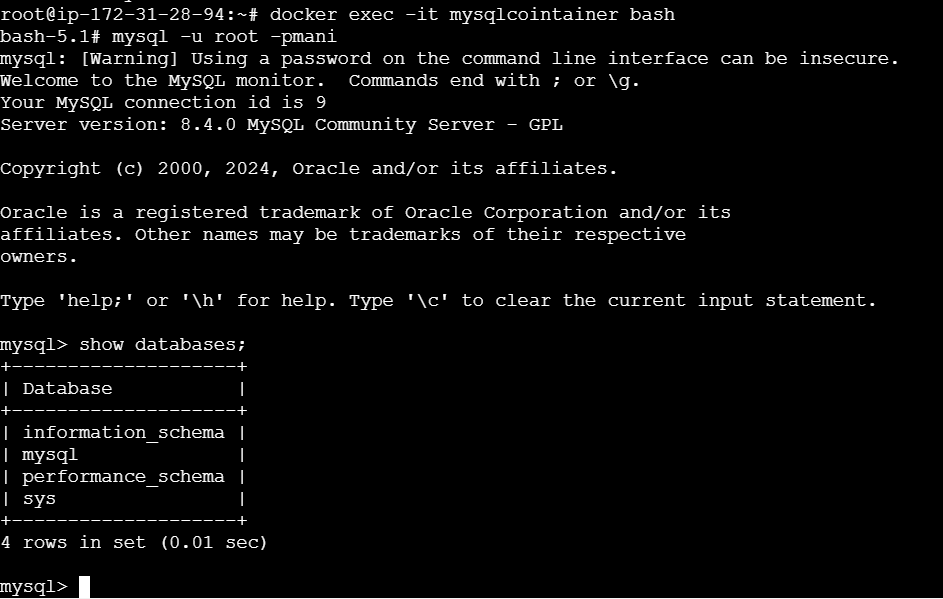 root@ip-172-31-28-94:~# docker exec -it mysqlcointainer bash
bash-5.1# mysql -u root -pmani
mysql: [Warning] Using a password on the command line interface can be insecure.
Welcome to the MySQL monitor.  Commands end with ; or \g.
Your MySQL connection id is 9
Server version: 8.4.0 MySQL Community Server - GPL

Copyright (c) 2000, 2024, Oracle and/or its affiliates.

Oracle is a registered trademark of Oracle Corporation and/or its
affiliates. Other names may be trademarks of their respective
owners.

Type 'help;' or '\h' for help. Type '\c' to clear the current input statement.

mysql> show databases;
+--------------------+
| Database           |
+--------------------+
| information_schema |
| mysql              |
| performance_schema |
| sys                |
+--------------------+
4 rows in set (0.01 sec)

mysql>